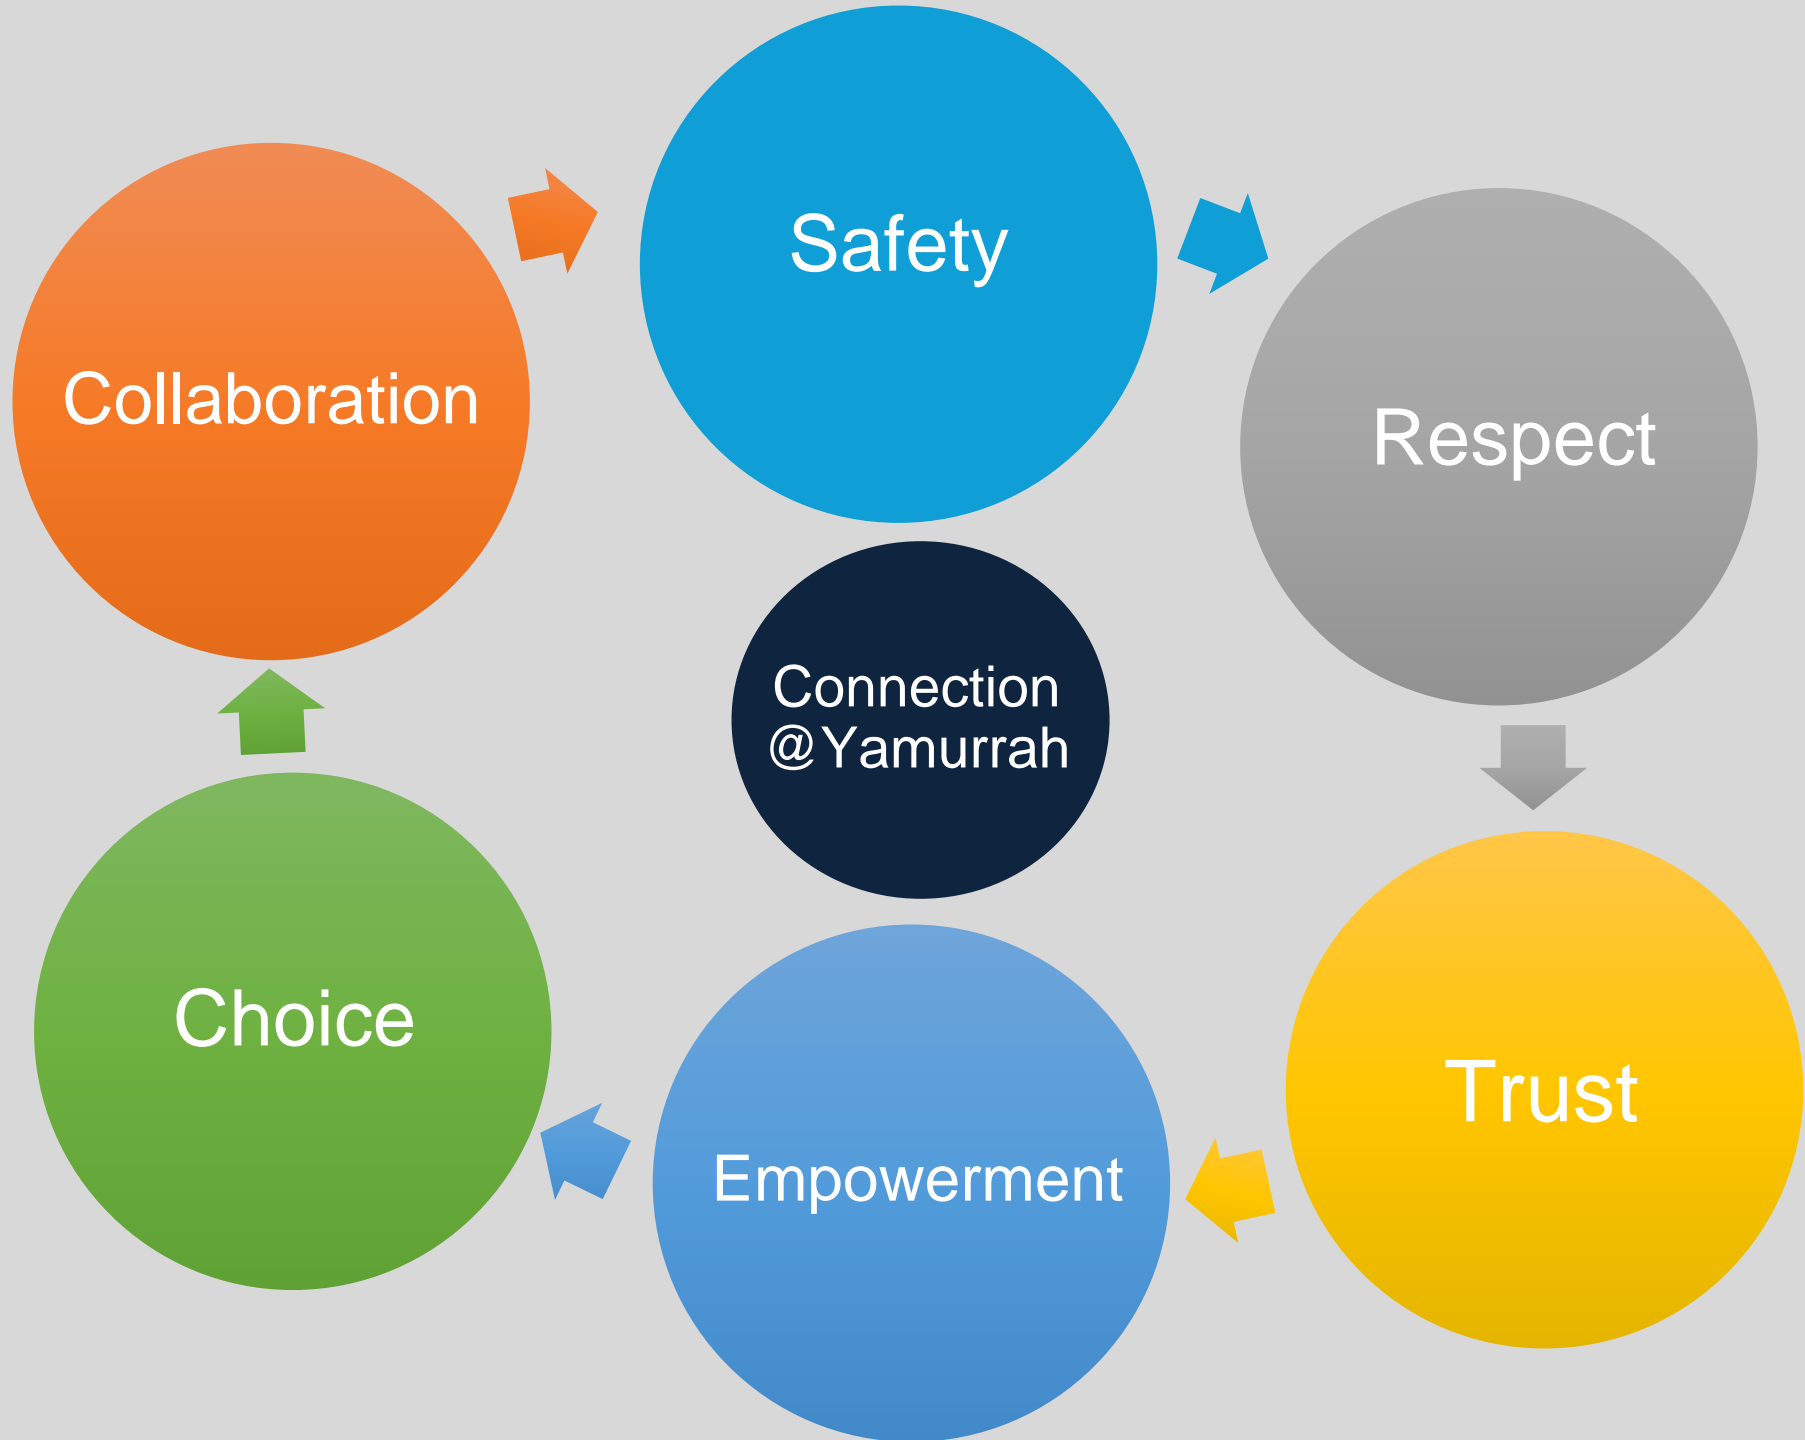 Safety
Respect
Trust
Empowerment
Choice
Collaboration
Connection
@Yamurrah